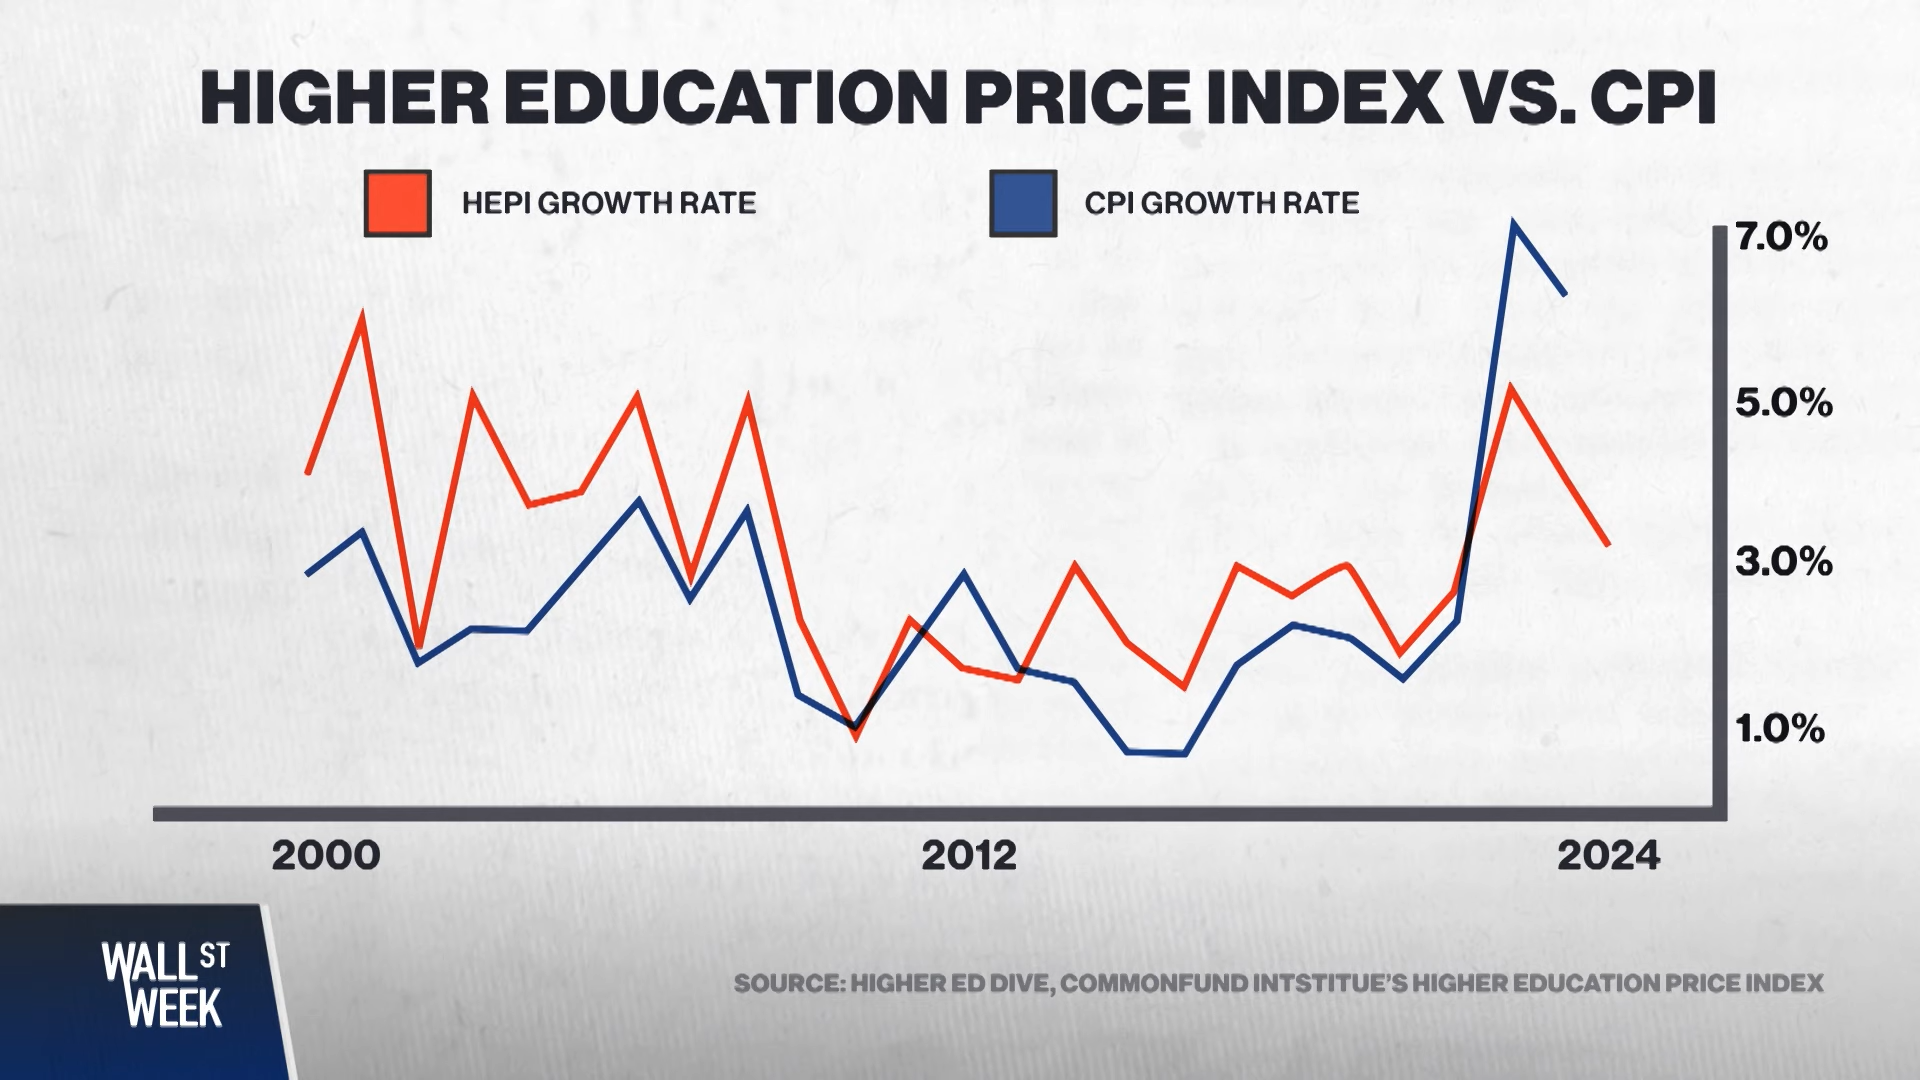 HIGHER EDUCATION PRICE INDEX VS. CPI
HEPI GROWTH RATE
CPI GROWTH RATE
7.0%
5.0%
3.0%
1.0%
2000
2012
2024
WALL ST
WEEK
SOURCE: HIGHER ED DIVE, COMMONFUND INTSTITUE'S HIGHER EDUCATION PRICE INDEX